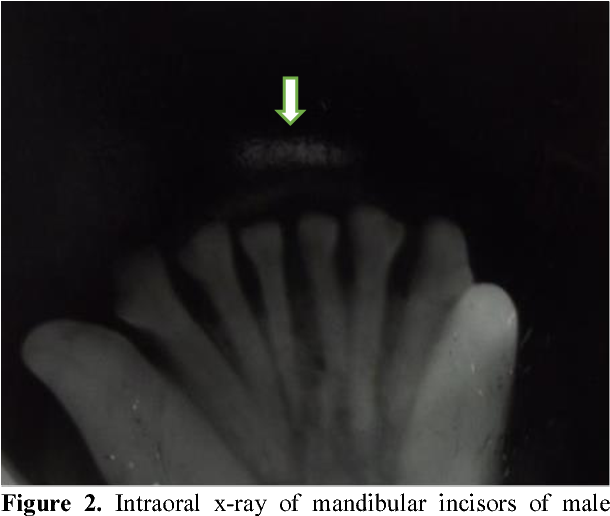 Figure 2. Intraoral x-ray of mandibular incisors of male